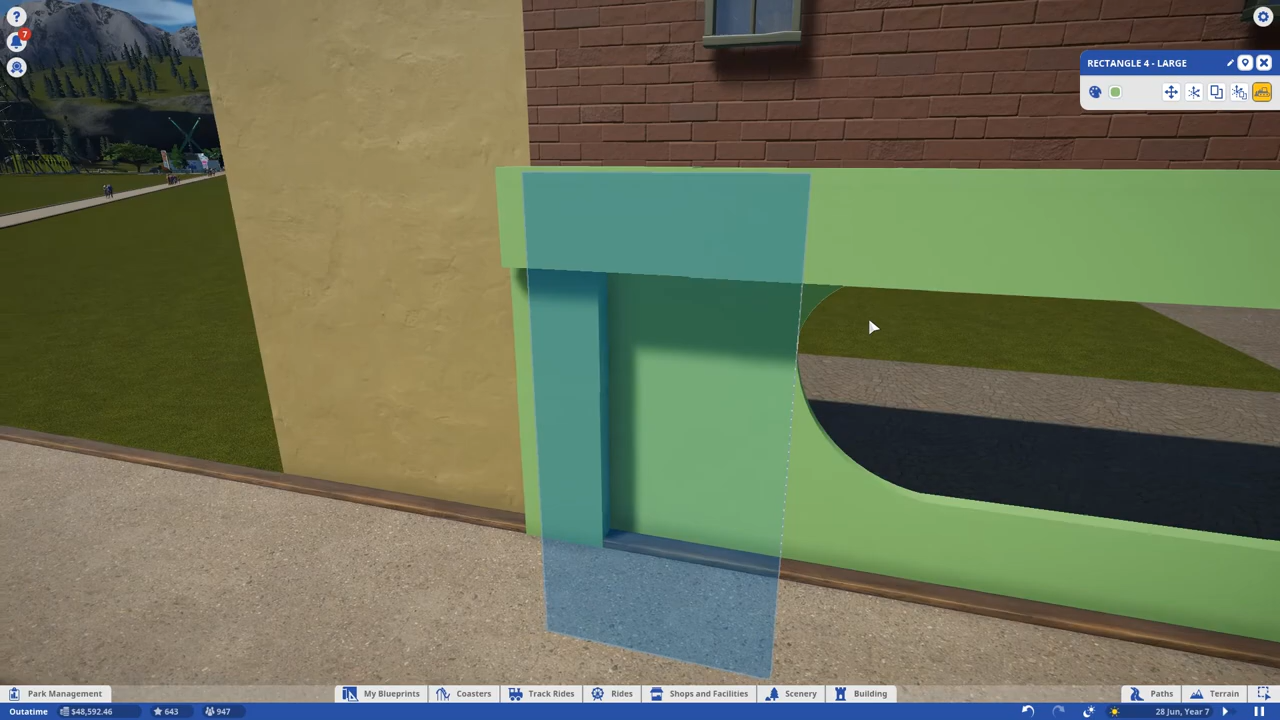 ?
7
RECTANGLE 4 - LARGE
Park Management
My Blueprints
Coasters
Track Rides
Rides
Shops and Facilities
Scenery
Building
Paths
Terrain
Outatime
$48,592.46
643
947
28 Jun, Year 7